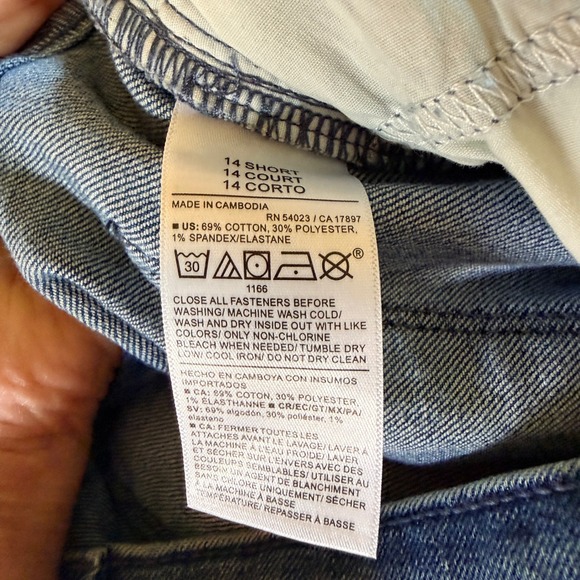 14 SHORT
14 COURT
14 CORTO
MADE IN CAMBODIA
RN 54023 / CA 17897
■ US: 69% COTTON, 30% POLYESTER,
1% SPANDEX/ELASTANE
30 ®
1166
CLOSE ALL FASTENERS BEFORE
WASHING/ MACHINE WASH COLD/
WASH AND DRY INSIDE OUT WITH LIKE
COLORS/ ONLY NON-CHLORINE
BLEACH WHEN NEEDED/ TUMBLE DRY
LOW/ COOL IRON/ DO NOT DRY CLEAN
HECHO EN CAMBOYA CON INSUMOS
IMPORTADOS
■ CA: 69% COTON, 30% POLYESTER,
1% ÉLASTHANNE ■ CR/EC/GT/MX/PA/
SV: 69% algodón, 30% poliéster, 1%
elastano
■ CA: FERMER TOUTES LES
ATTACHES AVANT LE LAVAGE/LAVER À
LA MACHINE À L'EAU FROIDE/ LAVER
ET SÉCHER SUR L'ENVERS AVEC DES
COULEURS SEMBLABLES/ UTILISER AU
BESOIN UN AGENT DE BLANCHIMENT
SANS CHLORE UNIQUEMENT/ SÉCHER
À LA MACHINE À BASSE
TEMPÉRATURE/ REPASSER À BASSE